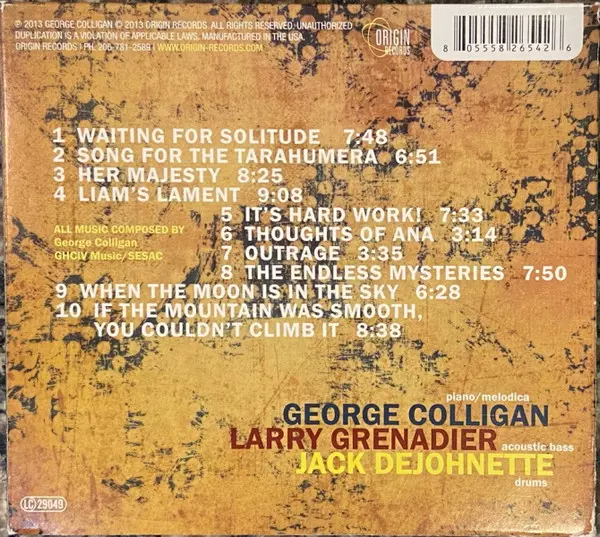 ℗ 2013 GEORGE COLLIGAN © 2013 ORIGIN RECORDS. ALL RIGHTS RESERVED. UNAUTHORIZED
DUPLICATION IS A VIOLATION OF APPLICABLE LAWS. MANUFACTURED IN THE USA.
ORIGIN RECORDS | PH. 206-781-2589 | WWW.ORIGIN-RECORDS.COM
ORIGIN
RECORDS
8 05558 26542 6
1 WAITING FOR SOLITUDE 7:48
2 SONG FOR THE TARAHUMERA 6:51
3 HER MAJESTY 8:25
4 LIAM'S LAMENT 9:08
5 IT'S HARD WORK! 7:33
6 THOUGHTS OF ANA 3:14
7 OUTRAGE 3:35
8 THE ENDLESS MYSTERIES 7:50
ALL MUSIC COMPOSED BY
George Colligan
GHCIV Music/SESAC
9 WHEN THE MOON IS IN THE SKY 6:28
10 IF THE MOUNTAIN WAS SMOOTH,
YOU COULDN'T CLIMB IT 8:38
piano/melodica
GEORGE COLLIGAN
LARRY GRENADIER acoustic bass
JACK DEJOHNETTE
drums
LC 29049